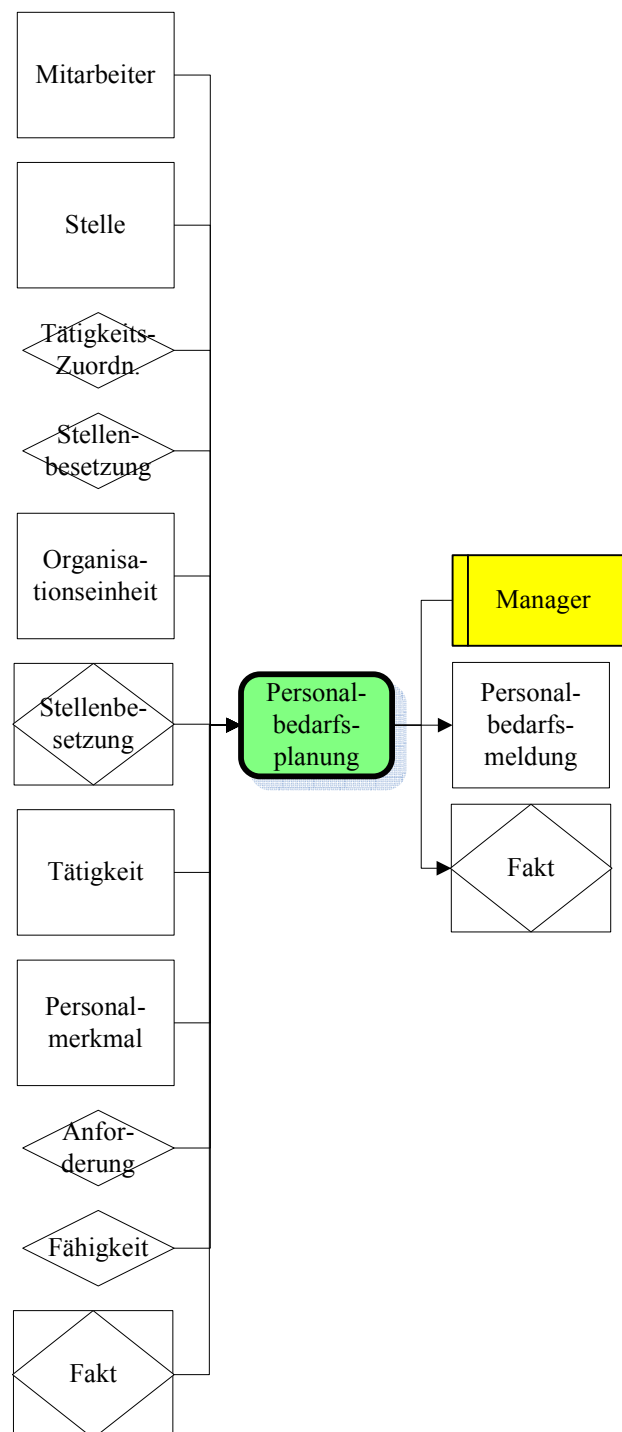 Mitarbeiter
Stelle
Tätigkeits-
Zuordn.
Stellen-
besetzung
Organisa-
tionseinheit
Stellenbe-
setzung
Tätigkeit
Personal-
merkmal
Anfor-
derung
Fähigkeit
Fakt
Personal-
bedarfs-
planung
Manager
Personal-
bedarfs-
meldung
Fakt